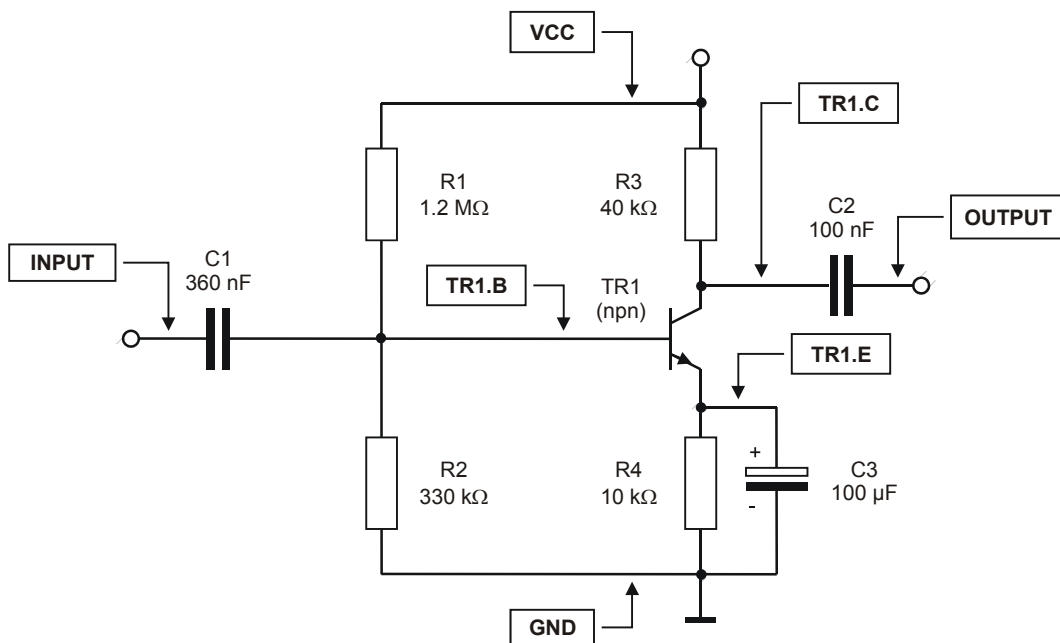 VCC
TR1.C
R1
1.2 MΩ
R3
40 kΩ
C2
100 nF
OUTPUT
INPUT
C1
360 nF
TR1.B
TR1
(npn)
TR1.E
R2
330 kΩ
R4
10 kΩ
+
-
C3
100 µF
GND